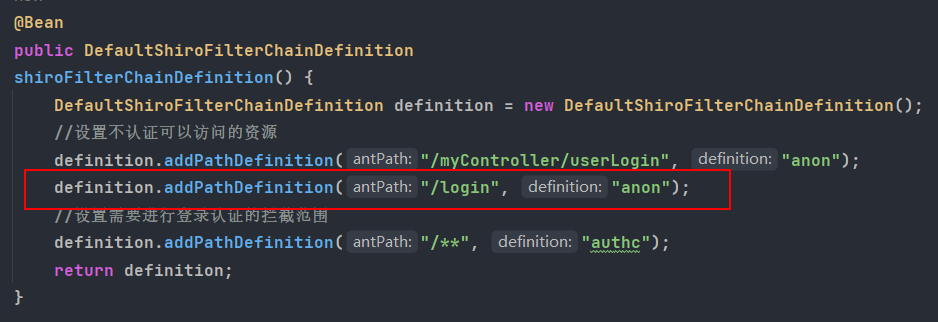 @Bean
public DefaultShiroFilterChainDefinition
shiroFilterChainDefinition() {
DefaultShiroFilterChainDefinition definition = new DefaultShiroFilterChainDefinition();
//设置不认证可以访问的资源
definition.addPathDefinition( antPath: "/myController/userLogin", definition: "anon");
definition.addPathDefinition( antPath: "/login", definition: "anon");
//设置需要进行登录认证的拦截范围
definition.addPathDefinition( antPath: "/**", definition: "authc");
return definition;
}